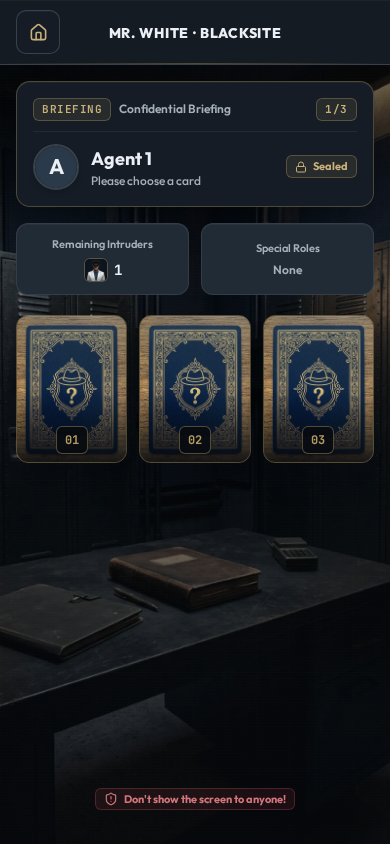 MR. WHITE · BLACKSITE
BRIEFING Confidential Briefing 1/3
A
Agent 1
Please choose a card
Sealed
Remaining Intruders
1
Special Roles
None
? ? ?
01 02 03
Don't show the screen to anyone!